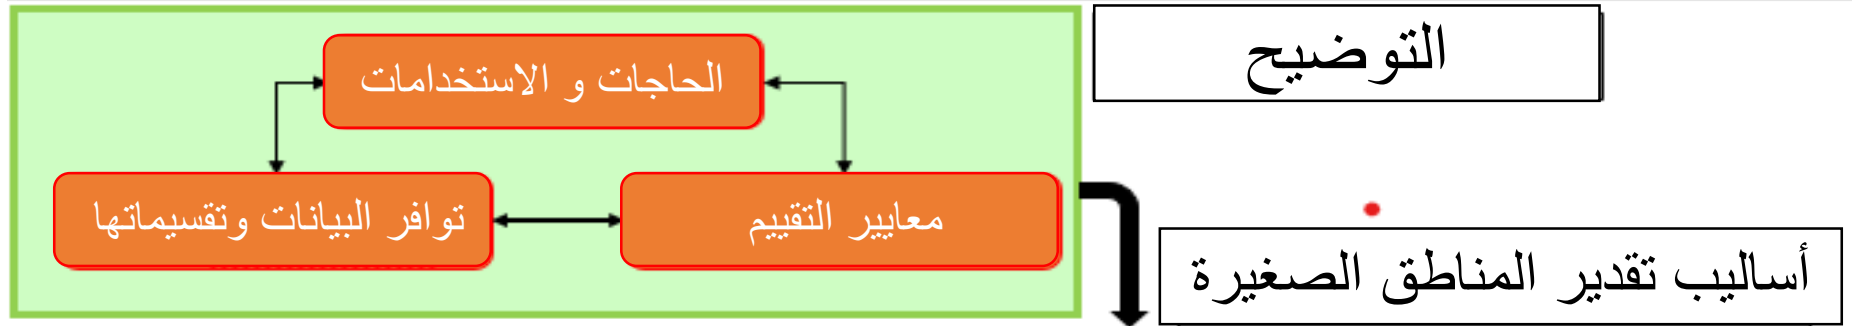 التوضيح
الحاجات و الاستخدامات
معايير التقييم
توافر البيانات وتقسيماتها
أساليب تقدير المناطق الصغيرة